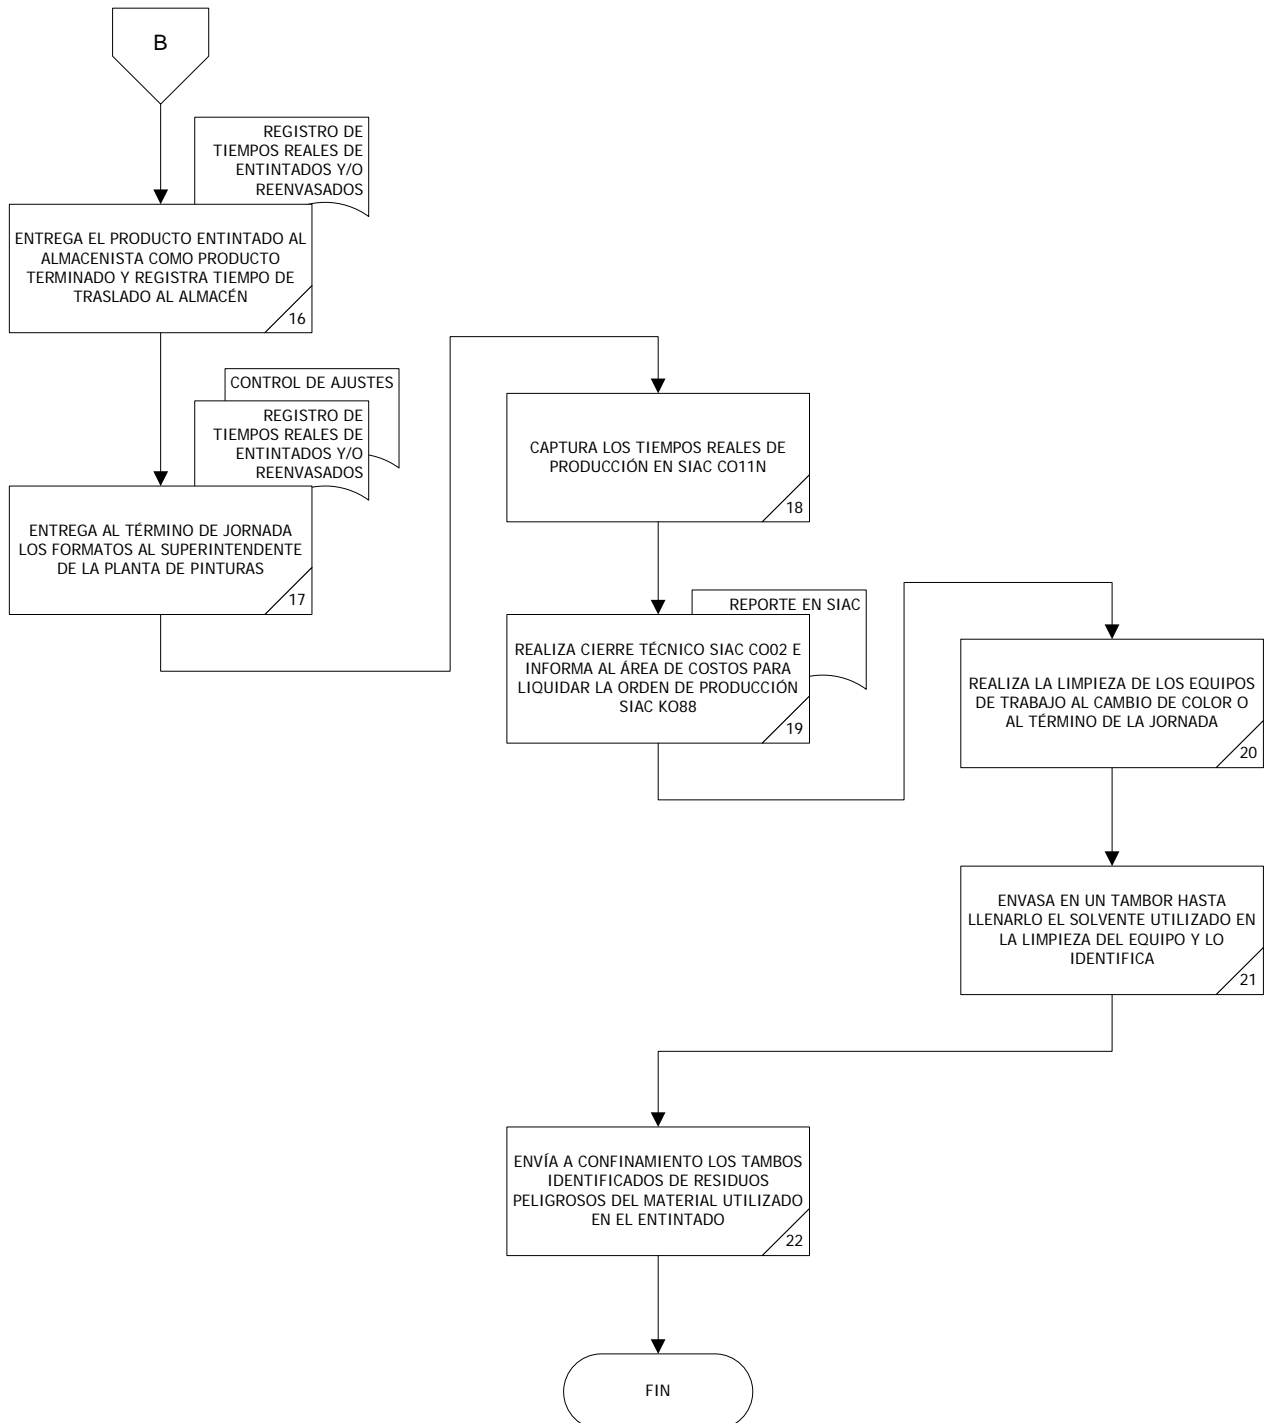 B
REGISTRO DE
TIEMPOS REALES DE
ENTINTADOS Y/O
REENVASADOS
ENTREGA EL PRODUCTO ENTINTADO AL
ALMACENISTA COMO PRODUCTO
TERMINADO Y REGISTRA TIEMPO DE
TRASLADO AL ALMACÉN
16
CONTROL DE AJUSTES
REGISTRO DE
TIEMPOS REALES DE
ENTINTADOS Y/O
REENVASADOS
ENTREGA AL TÉRMINO DE JORNADA
LOS FORMATOS AL SUPERINTENDENTE
DE LA PLANTA DE PINTURAS
17
CAPTURA LOS TIEMPOS REALES DE
PRODUCCIÓN EN SIAC CO11N
18
REPORTE EN SIAC
REALIZA CIERRE TÉCNICO SIAC CO02 E
INFORMA AL ÁREA DE COSTOS PARA
LIQUIDAR LA ORDEN DE PRODUCCIÓN
SIAC KO88
19
REALIZA LA LIMPIEZA DE LOS EQUIPOS
DE TRABAJO AL CAMBIO DE COLOR O
AL TÉRMINO DE LA JORNADA
20
ENVASA EN UN TAMBOR HASTA
LLENARLO EL SOLVENTE UTILIZADO EN
LA LIMPIEZA DEL EQUIPO Y LO
IDENTIFICA
21
ENVÍA A CONFINAMIENTO LOS TAMBOS
IDENTIFICADOS DE RESIDUOS
PELIGROSOS DEL MATERIAL UTILIZADO
EN EL ENTINTADO
22
FIN